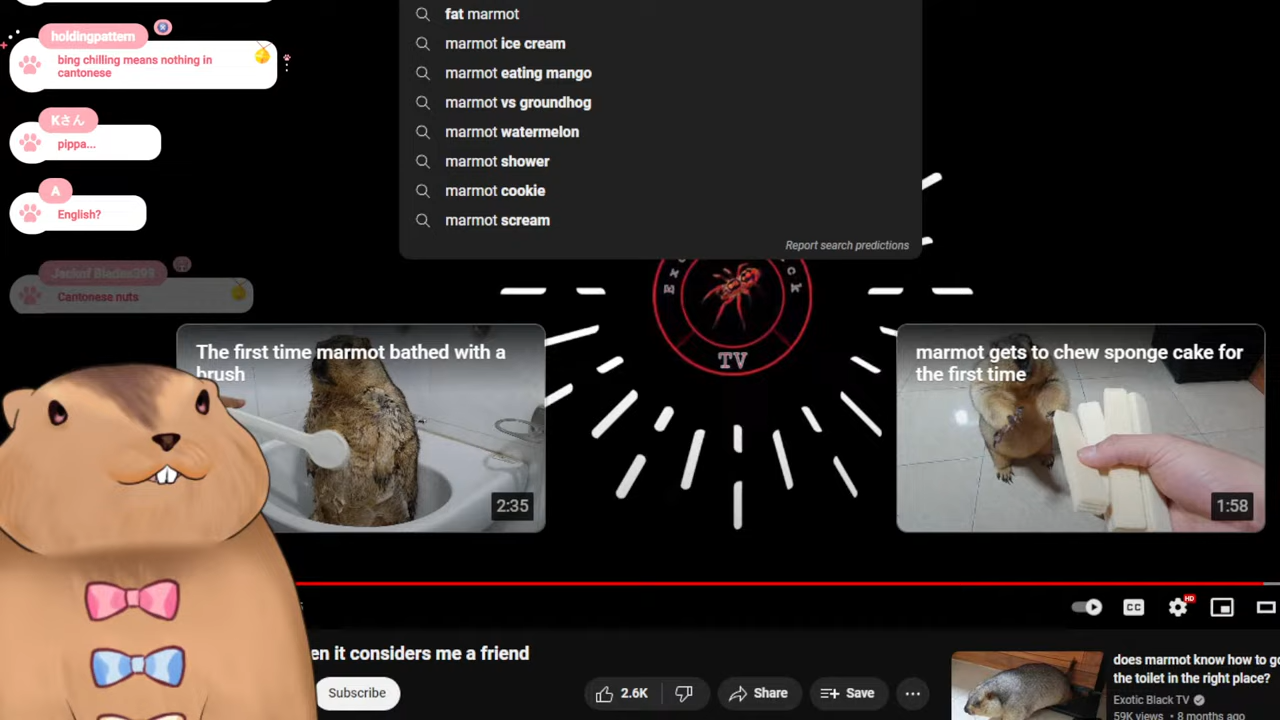 holdingpattern
bing chilling means nothing in
cantonese
Kさん
pippa...
A
English?
Jackof Blades398
Cantonese nuts
fat marmot
marmot ice cream
marmot eating mango
marmot vs groundhog
marmot watermelon
marmot shower
marmot cookie
marmot scream
Report search predictions
TV
The first time marmot bathed with a
brush
2:35
marmot gets to chew sponge cake for
the first time
1:58
CC
HD
en it considers me a friend
Subscribe
2.6K
Share
Save
does marmot know how to go
the toilet in the right place?
Exotic Black TV
59K views • 8 months ago